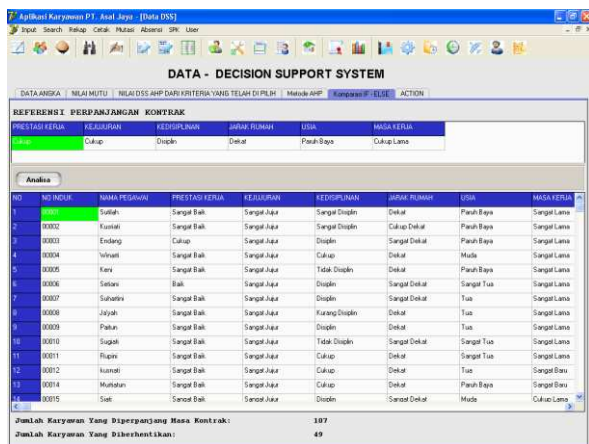 Aplikasi Karyawan PT. Asal Jaya - [Data DSS]
Input Search Rekap Cetak Mutasi Absensi SPK User
DATA - DECISION SUPPORT SYSTEM
DATA ANGKA NILAI MUTU NILAI DSS AHP DARI KRITERIA YANG TELAH DI PILIH Metode AHP Komparasi IF - ELSE ACTION
REFERENSI PERPANJANGAN KONTRAK
PRESTASI KERJA KEJUJURAN KEDISIPLINAN JARAK RUMAH USIA MASA KERJA
Cukup Cukup Disiplin Dekat Paruh Baya Cukup Lama
Analisa
NO NO INDUK NAMA PEGAWAI PRESTASI KERJA KEJUJURAN KEDISIPLINAN JARAK RUMAH USIA MASA KERJA
1 00001 Sutilah Sangat Baik Sangat Jujur Sangat Disiplin Dekat Paruh Baya Sangat Lama
2 00002 Kusriati Sangat Baik Sangat Jujur Sangat Disiplin Cukup Dekat Paruh Baya Sangat Lama
3 00003 Endang Cukup Sangat Jujur Disiplin Sangat Dekat Paruh Baya Sangat Lama
4 00004 Winarti Sangat Baik Sangat Jujur Cukup Dekat Muda Sangat Lama
5 00005 Keni Sangat Baik Sangat Jujur Tidak Disiplin Dekat Paruh Baya Sangat Lama
6 00006 Setiani Baik Sangat Jujur Disiplin Sangat Dekat Sangat Tua Sangat Lama
7 00007 Suhartini Sangat Baik Sangat Jujur Disiplin Sangat Dekat Tua Sangat Lama
8 00008 Ja'yah Sangat Baik Sangat Jujur Kurang Disiplin Dekat Tua Sangat Lama
9 00009 Paitun Sangat Baik Sangat Jujur Disiplin Dekat Tua Sangat Lama
10 00010 Sugiati Sangat Baik Sangat Jujur Tidak Disiplin Sangat Dekat Sangat Tua Sangat Lama
11 00011 Rupini Sangat Baik Sangat Jujur Cukup Dekat Sangat Tua Sangat Lama
12 00012 kusnati Sangat Baik Sangat Jujur Cukup Dekat Tua Sangat Baru
13 00014 Murtiatun Sangat Baik Sangat Jujur Cukup Dekat Paruh Baya Sangat Baru
14 00015 Siati Sangat Baik Sangat Jujur Disiplin Sangat Dekat Muda Cukup Lama
Jumlah Karyawan Yang Diperpanjang Masa Kontrak: 107
Jumlah Karyawan Yang Diberhentikan: 49